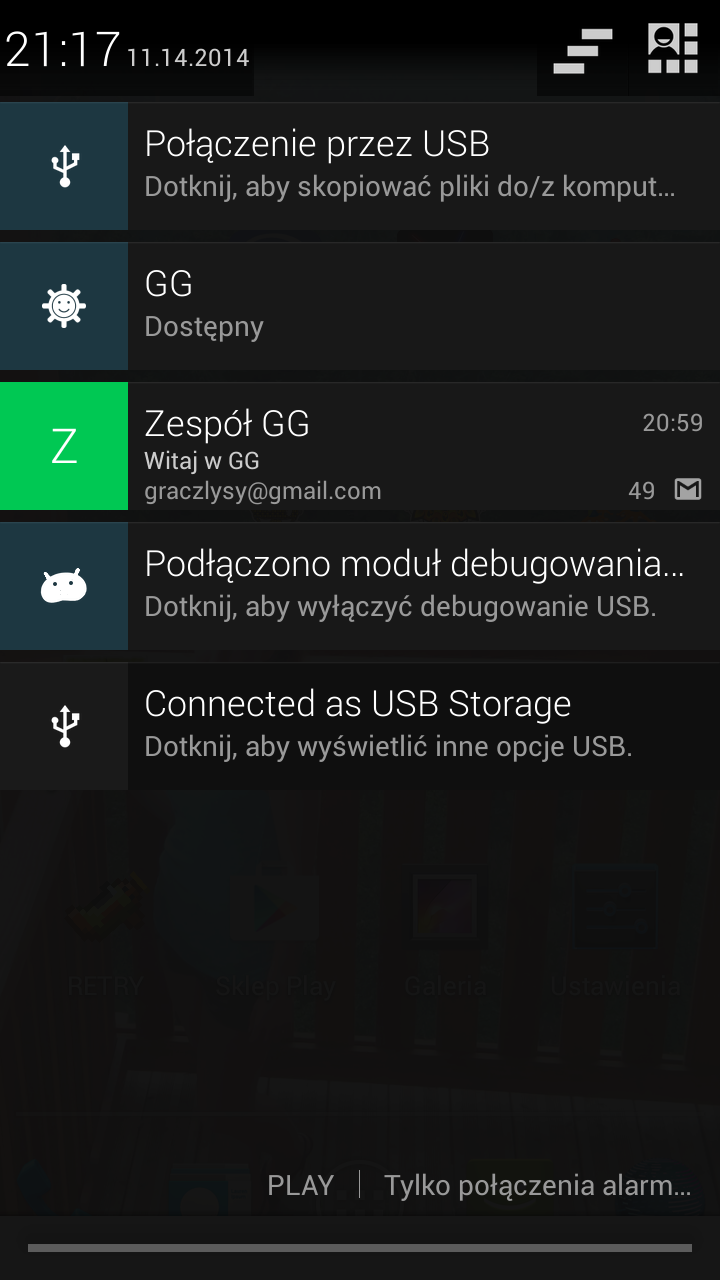 21:17 11.14.2014
Połączenie przez USB
Dotknij, aby skopiować pliki do/z komput...
GG
Dostępny
Z
Zespół GG 20:59
Witaj w GG
graczlysy@gmail.com 49
Podłączono moduł debugowania...
Dotknij, aby wyłączyć debugowanie USB.
Connected as USB Storage
Dotknij, aby wyświetlić inne opcje USB.
RETRY Sklep Play Galeria Ustawienia
PLAY | Tylko połączenia alarm...